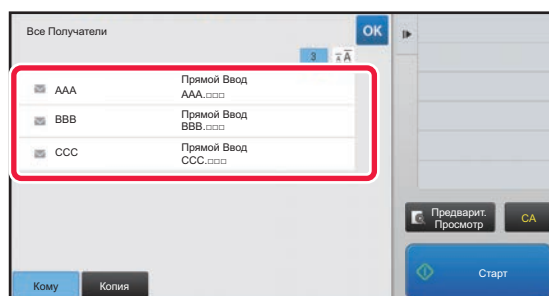 Все Получатели
OK
3
A A
AAA
Прямой Ввод
AAA.□□□
BBB
Прямой Ввод
BBB.□□□
CCC
Прямой Ввод
CCC.□□□
Предварит.
Просмотр
CA
Старт
Кому
Копия